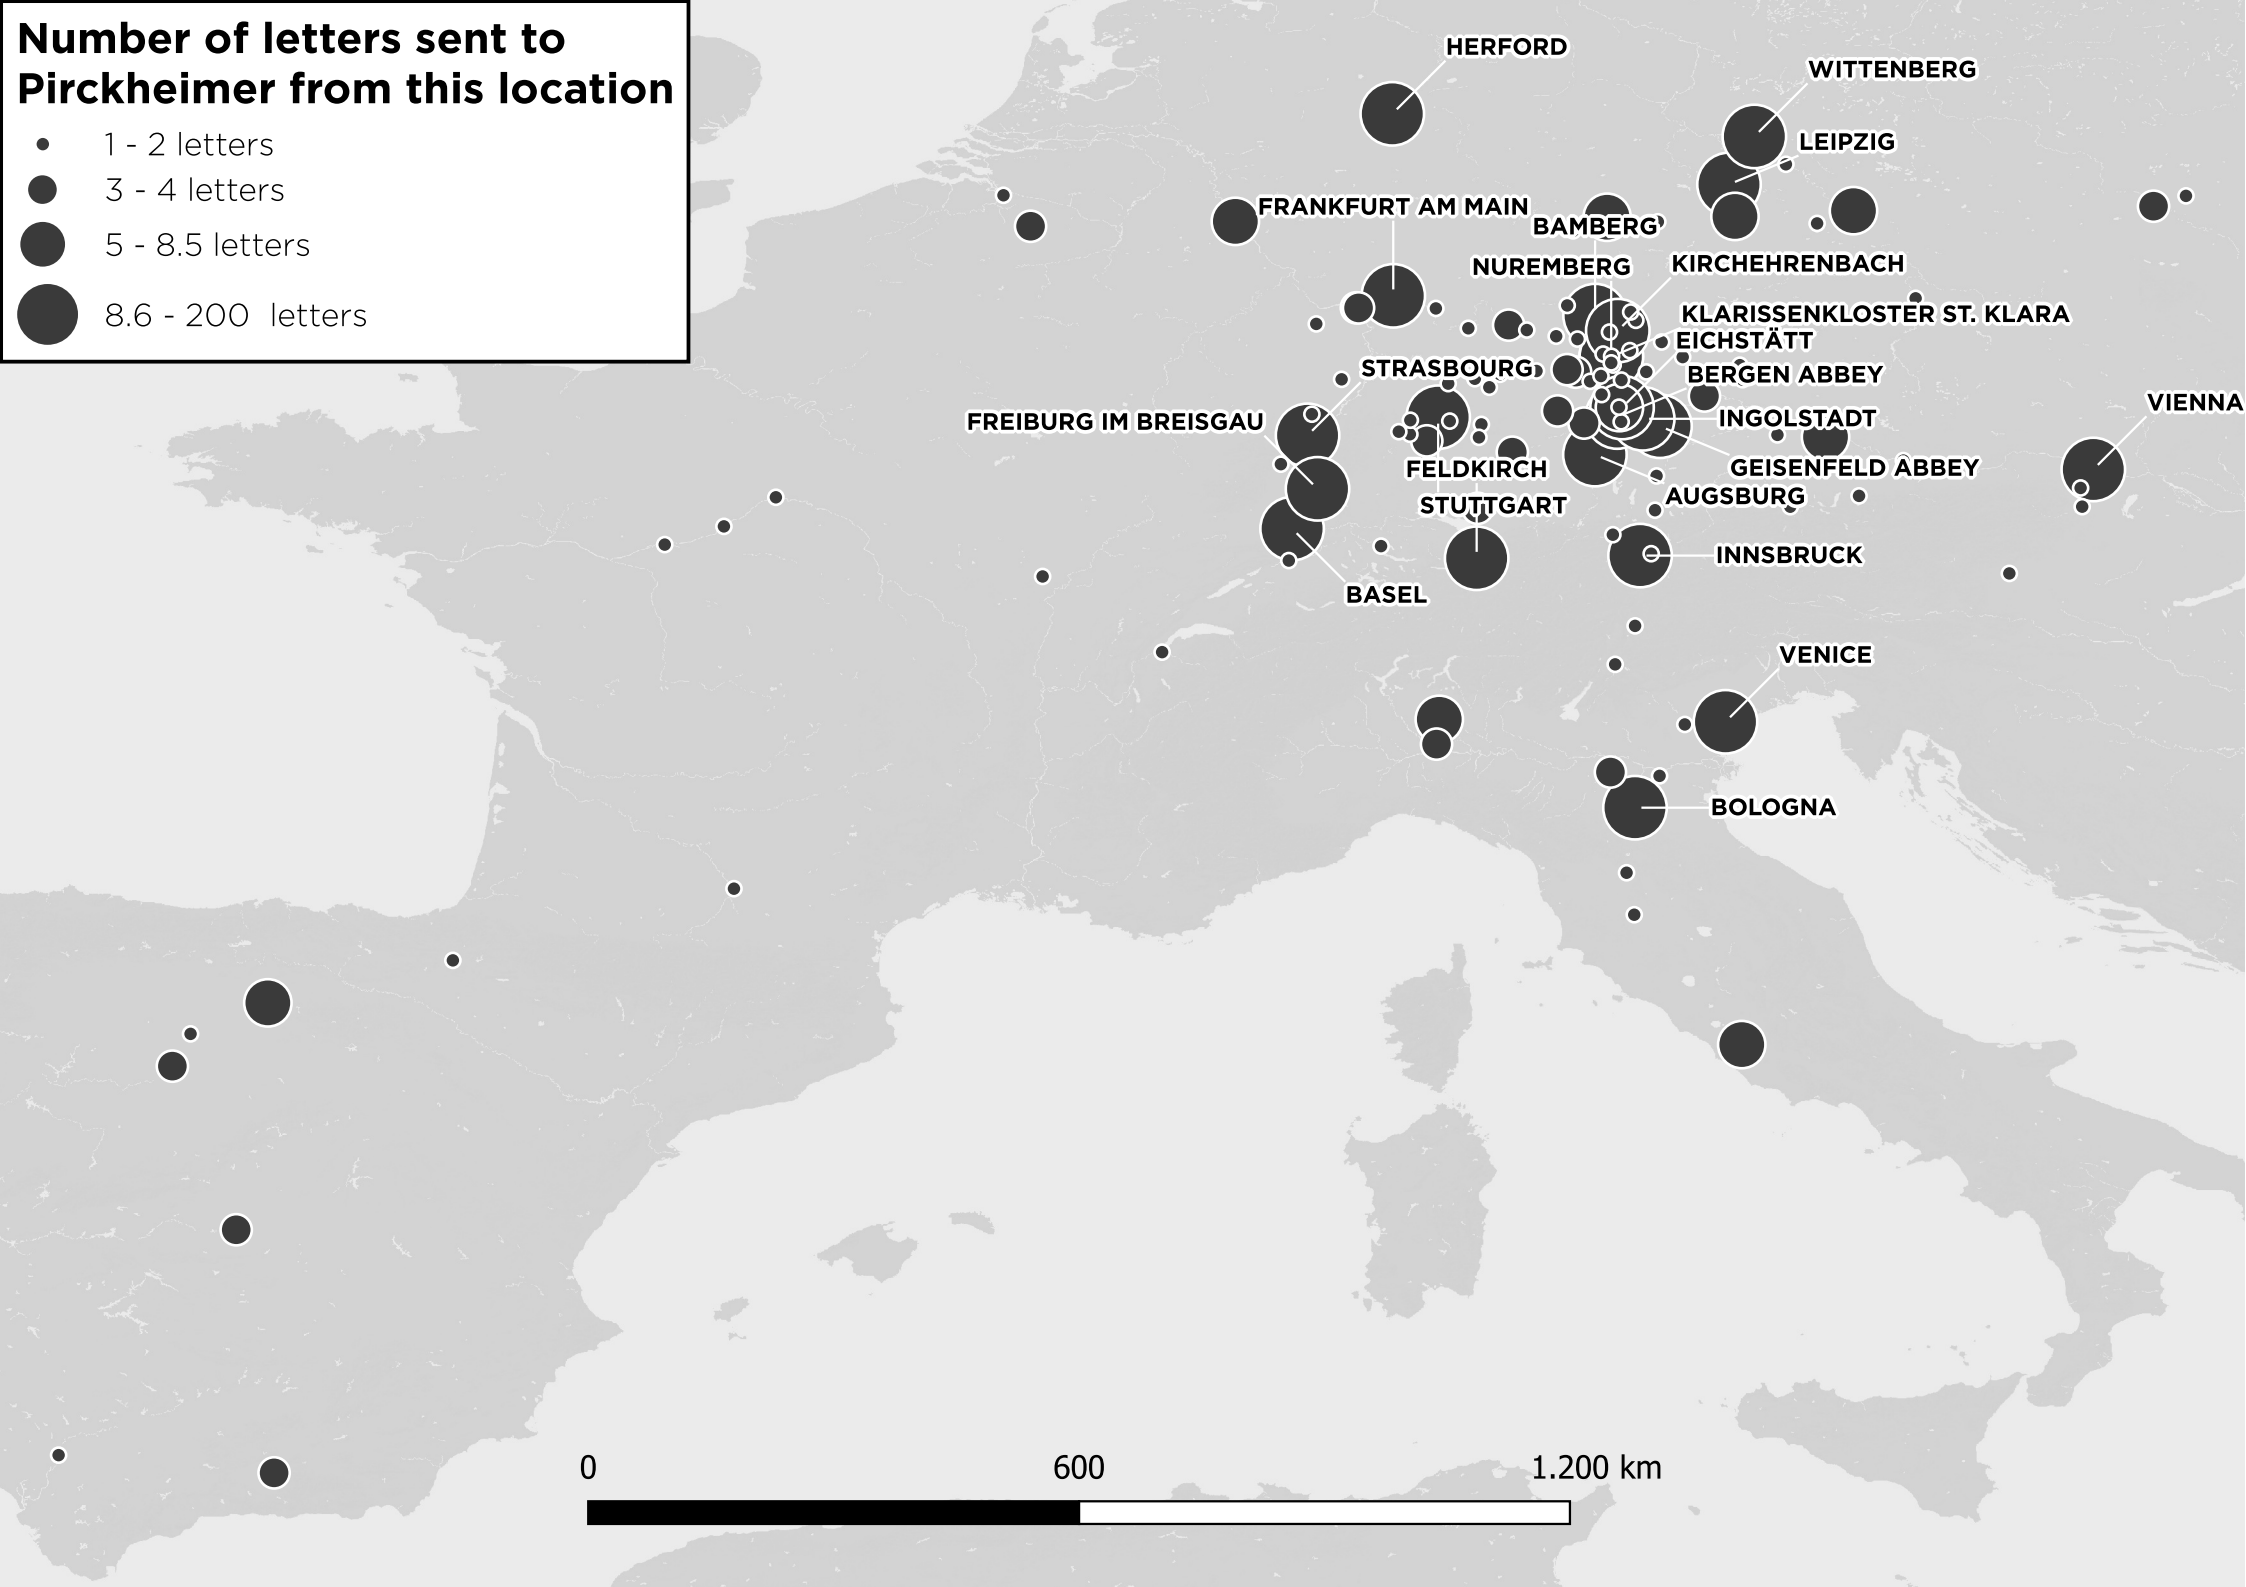 Number of letters sent to
Pirckheimer from this location
1 - 2 letters
3 - 4 letters
5 - 8.5 letters
8.6 - 200 letters
HERFORD
WITTENBERG
LEIPZIG
FRANKFURT AM MAIN
BAMBERG
NUREMBERG
KIRCHEHRENBACH
KLARISSENKLOSTER ST. KLARA
EICHSTÄTT
STRASBOURG
BERGEN ABBEY
VIENNA
FREIBURG IM BREISGAU
INGOLSTADT
FELDKIRCH
GEISENFELD ABBEY
STUTTGART
AUGSBURG
INNSBRUCK
BASEL
VENICE
BOLOGNA
0 600 1.200 km